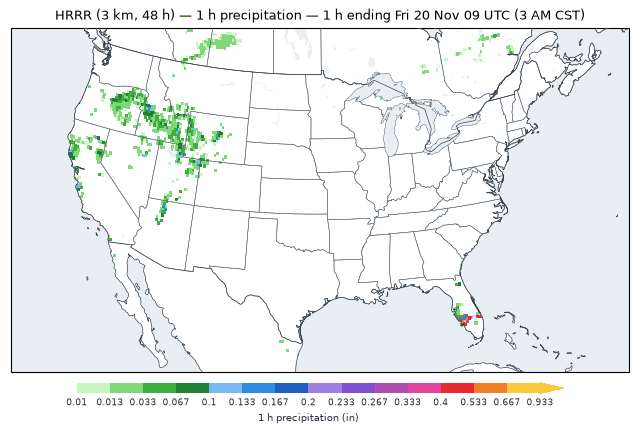 HRRR (3 km, 48 h) — 1 h precipitation — 1 h ending Fri 20 Nov 09 UTC (3 AM CST)
0.01 0.013 0.033 0.067 0.1 0.133 0.167 0.2 0.233 0.267 0.333 0.4 0.533 0.667 0.933
1 h precipitation (in)